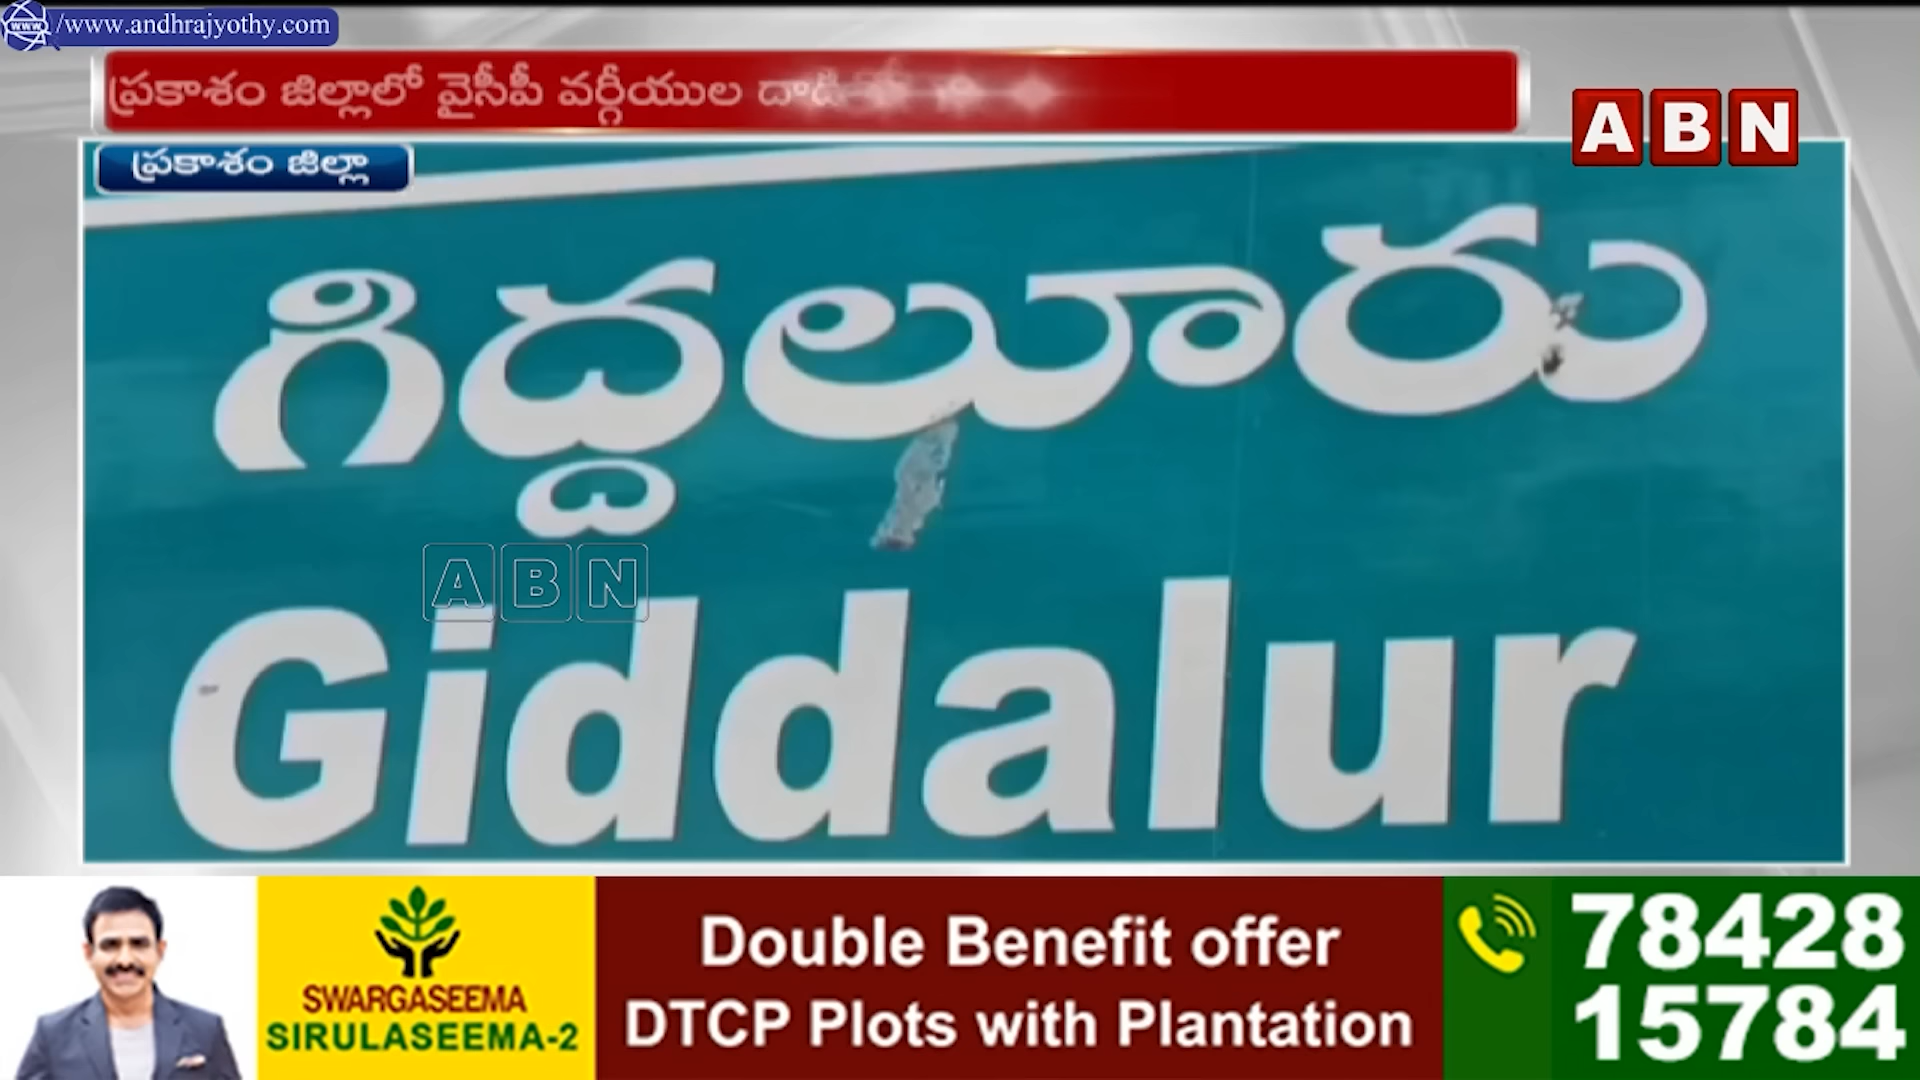 /www.andhrajyothy.com
ప్రకాశం జిల్లాలో వైసీపీ వర్గీయుల
ABN
ప్రకాశం జిల్లా
గిద్దలూరు
ABN
Giddalur
SWARGASEEMA
SIRULASEEMA-2
Double Benefit offer
DTCP Plots with Plantation
78428
15784